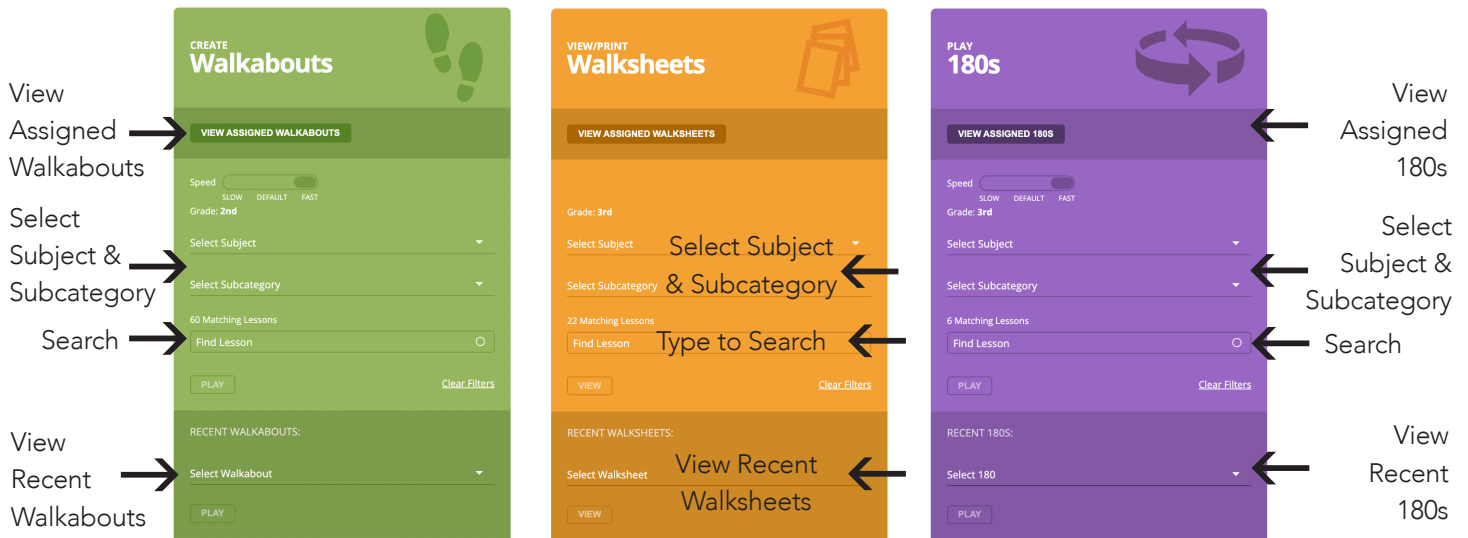 View
Assigned
Walkabouts
Select
Subject &
Subcategory
Search
View
Recent
Walkabouts
CREATE
Walkabouts
VIEW ASSIGNED WALKABOUTS
Speed
SLOW DEFAULT FAST
Grade: 2nd
Select Subject
Select Subcategory
60 Matching Lessons
Find Lesson
PLAY Clear Filters
RECENT WALKABOUTS:
Select Walkabout
PLAY
VIEW/PRINT
Walksheets
VIEW ASSIGNED WALKSHEETS
Grade: 3rd
Select Subject
Select Subcategory
Select Subject
& Subcategory
22 Matching Lessons
Find Lesson
Type to Search
VIEW Clear Filters
RECENT WALKSHEETS:
Select Walksheet
View Recent
Walksheets
VIEW
PLAY
180s
VIEW ASSIGNED 180S
Speed
SLOW DEFAULT FAST
Grade: 3rd
Select Subject
Select Subcategory
6 Matching Lessons
Find Lesson
PLAY Clear Filters
RECENT 180S:
Select 180
PLAY
View
Assigned
180s
Select
Subject &
Subcategory
Search
View
Recent
180s